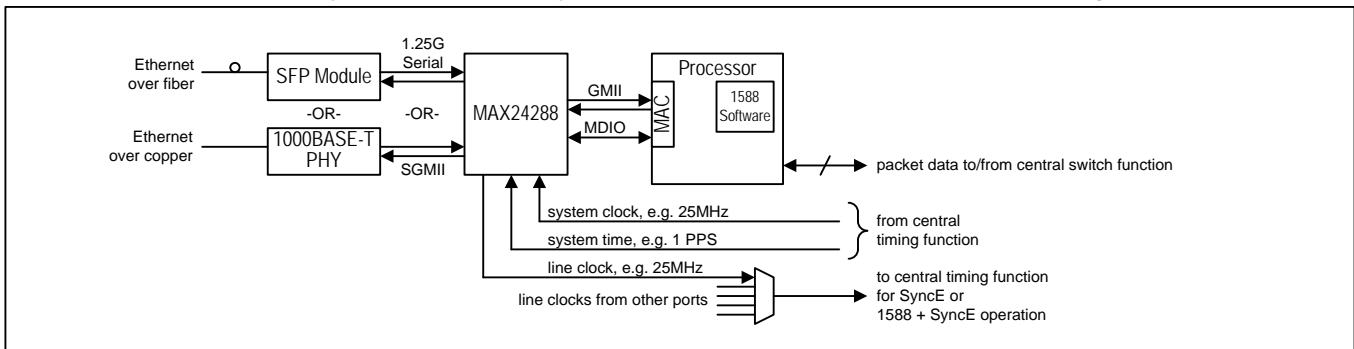 Ethernet
over fiber
SFP Module
1.25G
Serial
-OR-
-OR-
Ethernet
over copper
1000BASE-T
PHY
SGMII
MAX24288
GMII
MDIO
Processor
MAC
1588
Software
packet data to/from central switch function
system clock, e.g. 25MHz
system time, e.g. 1 PPS
from central
timing function
line clock, e.g. 25MHz
line clocks from other ports
to central timing function
for SyncE or
1588 + SyncE operation